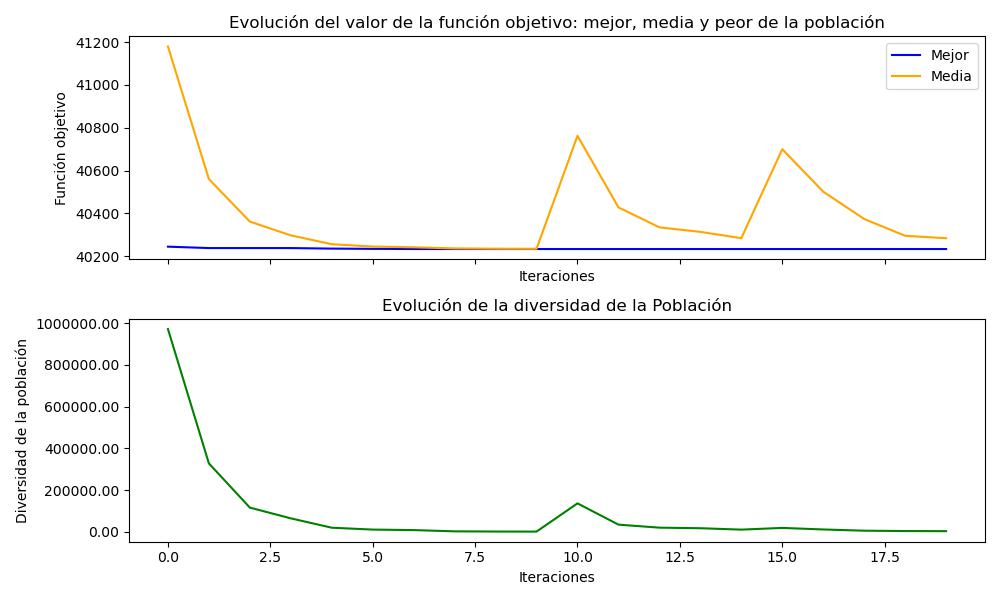 Evolución del valor de la función objetivo: mejor, media y peor de la población
41200
41000
40800
40600
40400
40200
Función objetivo
Mejor
Media
Iteraciones
Evolución de la diversidad de la Población
1000000.00
800000.00
600000.00
400000.00
200000.00
0.00
Diversidad de la población
0.0 2.5 5.0 7.5 10.0 12.5 15.0 17.5
Iteraciones